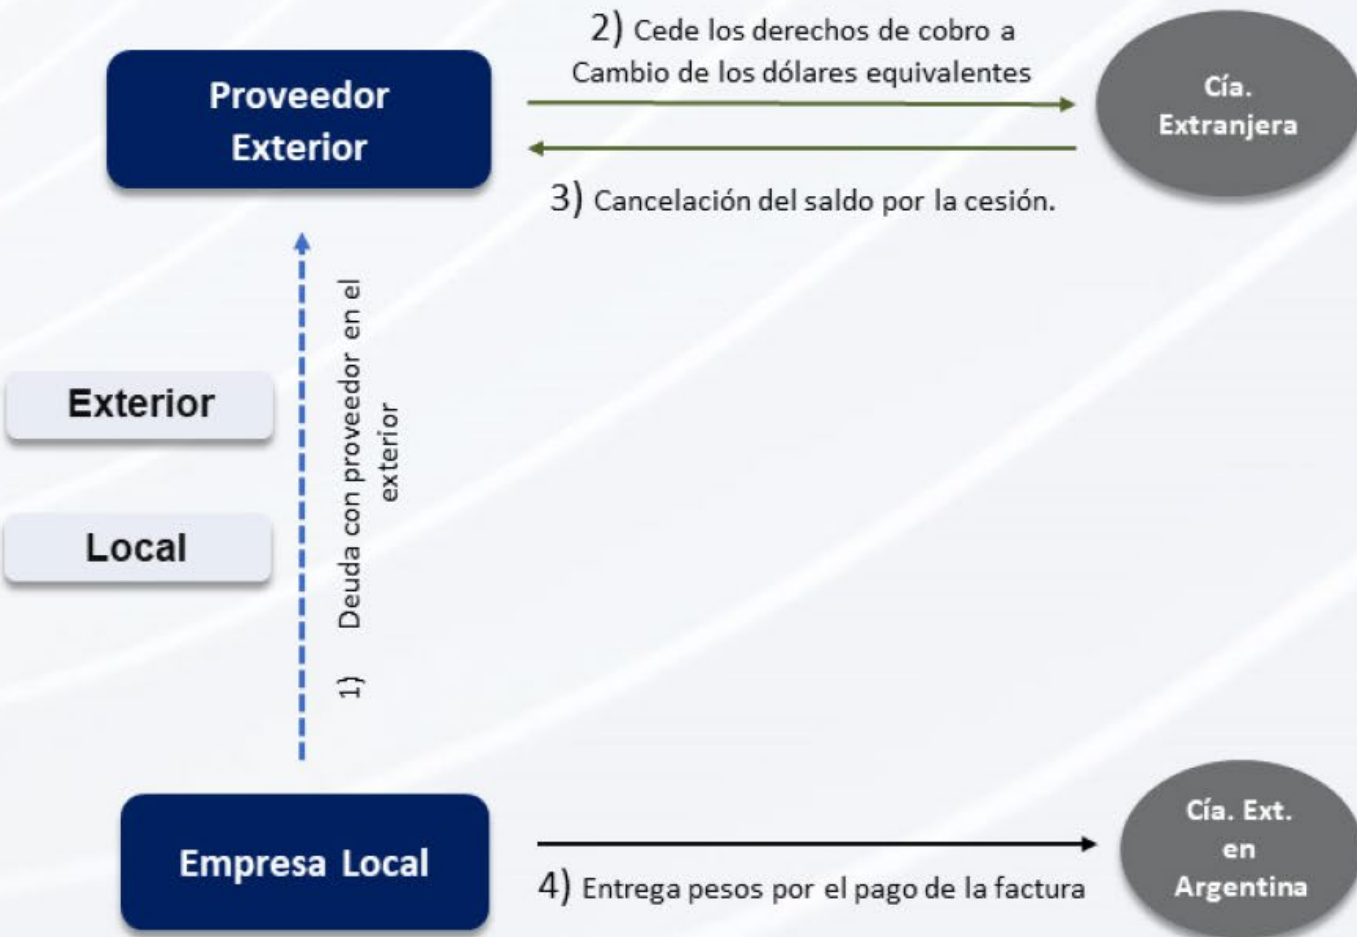 2) Cede los derechos de cobro a
Cambio de los dólares equivalentes
Proveedor
Exterior
Cía.
Extranjera
3) Cancelación del saldo por la cesión.
1) Deuda con proveedor en el
exterior
Exterior
Local
Empresa Local
4) Entrega pesos por el pago de la factura
Cía. Ext.
en
Argentina